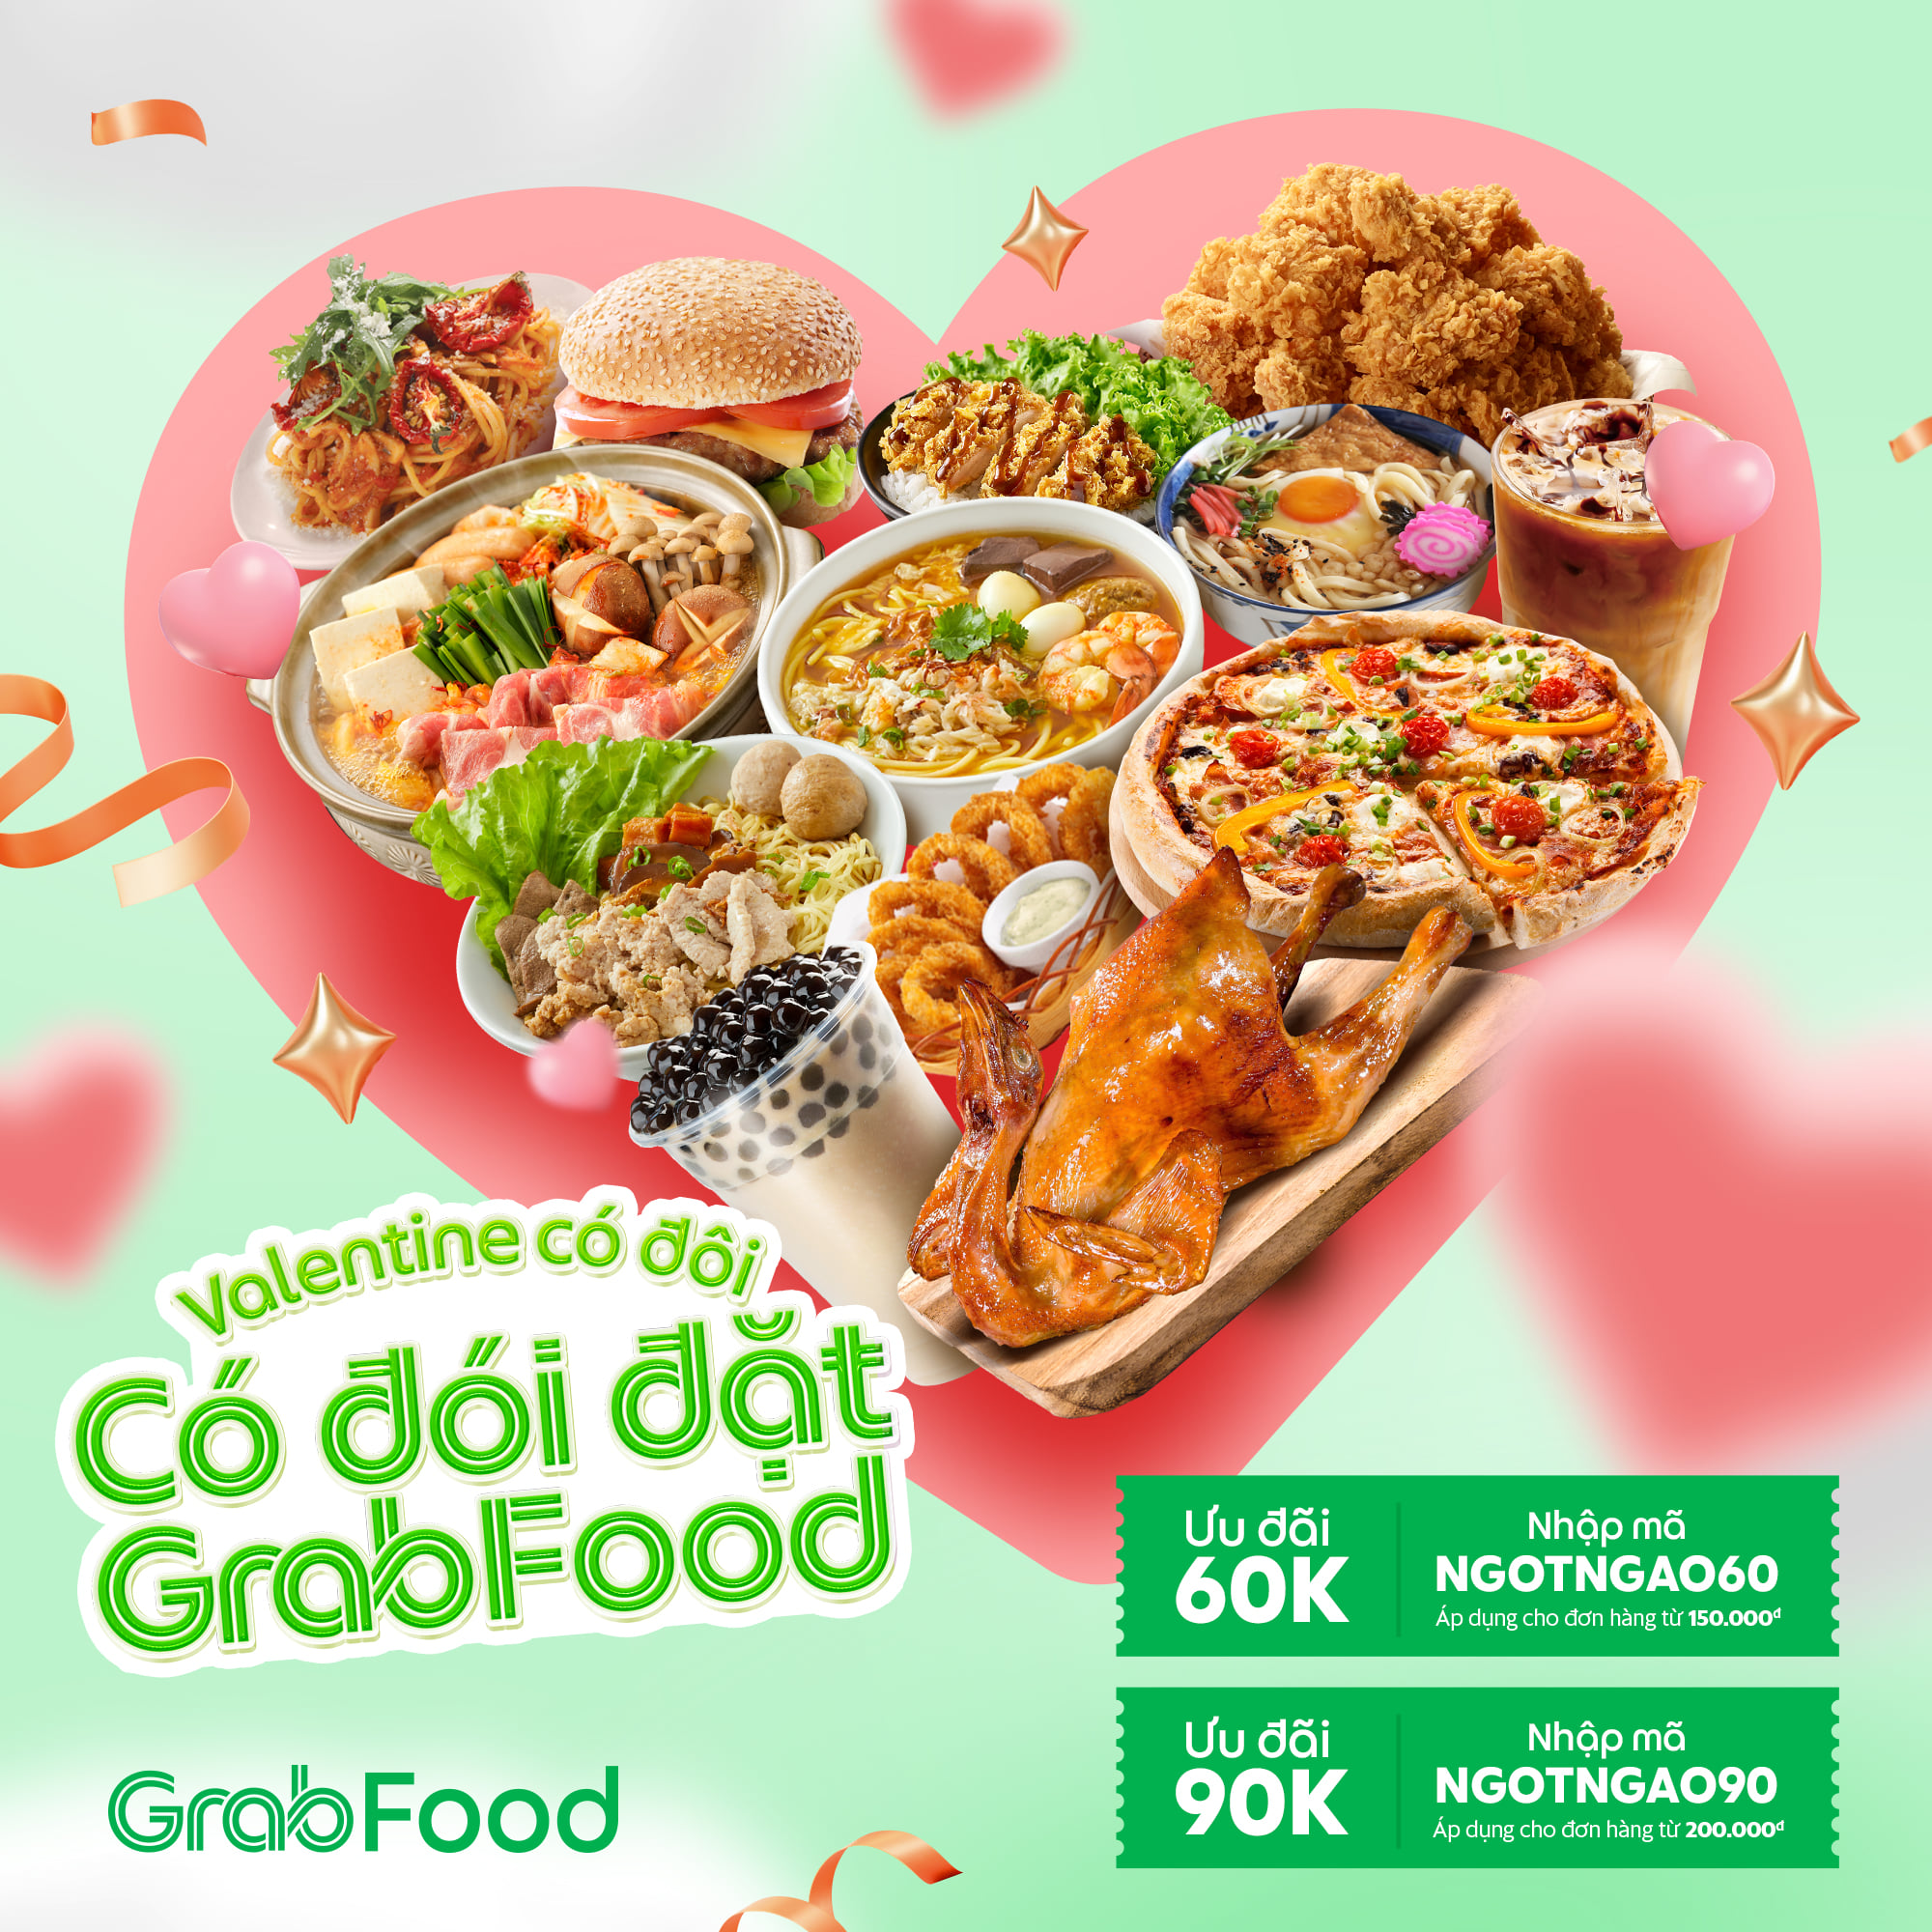 Valentine có đôi
Có đói đặt
GrabFood
GrabFood
Ưu đãi
60K
Nhập mã
NGOTNGAO60
Áp dụng cho đơn hàng từ 150.000đ
Ưu đãi
90K
Nhập mã
NGOTNGAO90
Áp dụng cho đơn hàng từ 200.000đ